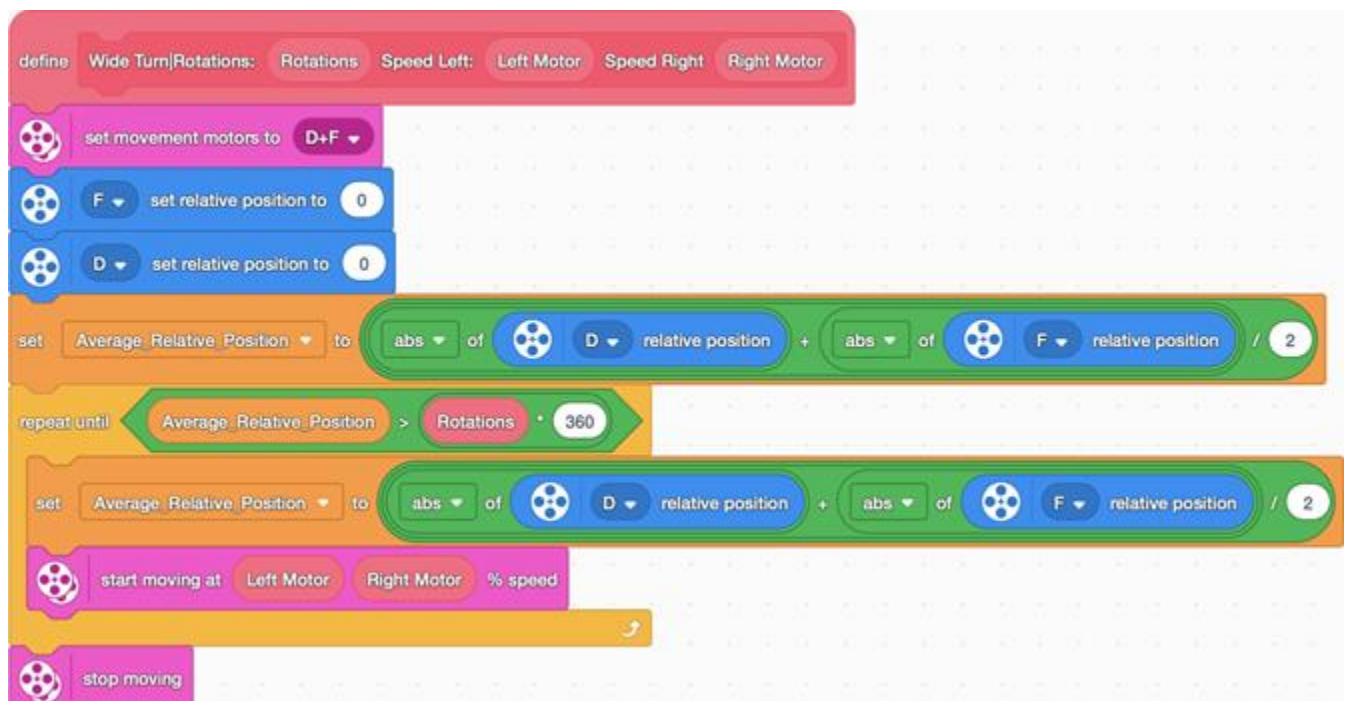 define Wide Turn|Rotations: Rotations Speed Left: Left Motor Speed Right Right Motor
set movement motors to D+F
F set relative position to 0
D set relative position to 0
set Average_Relative_Position to abs of D relative position + abs of F relative position / 2
repeat until Average_Relative_Position > Rotations * 360
set Average_Relative_Position to abs of D relative position + abs of F relative position / 2
start moving at Left Motor Right Motor % speed
stop moving